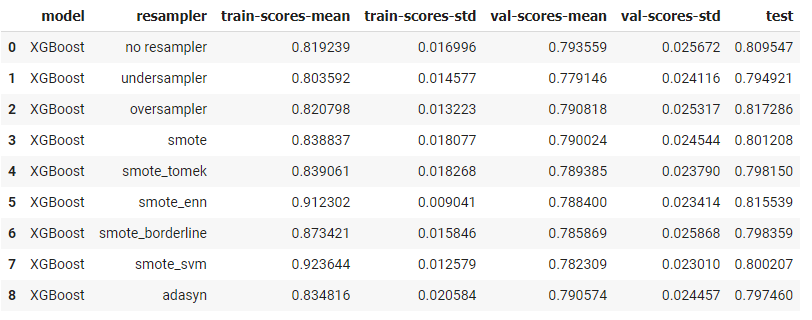 model resampler train-scores-mean train-scores-std val-scores-mean val-scores-std test
0 XGBoost no resampler 0.819239 0.016996 0.793559 0.025672 0.809547
1 XGBoost undersampler 0.803592 0.014577 0.779146 0.024116 0.794921
2 XGBoost oversampler 0.820798 0.013223 0.790818 0.025317 0.817286
3 XGBoost smote 0.838837 0.018077 0.790024 0.024544 0.801208
4 XGBoost smote_tomek 0.839061 0.018268 0.789385 0.023790 0.798150
5 XGBoost smote_enn 0.912302 0.009041 0.788400 0.023414 0.815539
6 XGBoost smote_borderline 0.873421 0.015846 0.785869 0.025868 0.798359
7 XGBoost smote_svm 0.923644 0.012579 0.782309 0.023010 0.800207
8 XGBoost adasyn 0.834816 0.020584 0.790574 0.024457 0.797460